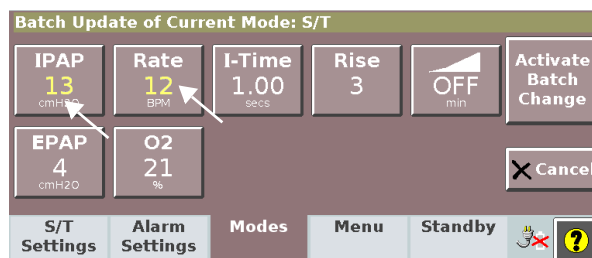 Batch Update of Current Mode: S/T
IPAP
13
cmH2O
Rate
12
BPM
I-Time
1.00
secs
Rise
3
OFF
min
Activate
Batch
Change
EPAP
4
cmH2O
O2
21
%
Cancel
S/T
Settings
Alarm
Settings
Modes
Menu
Standby
?